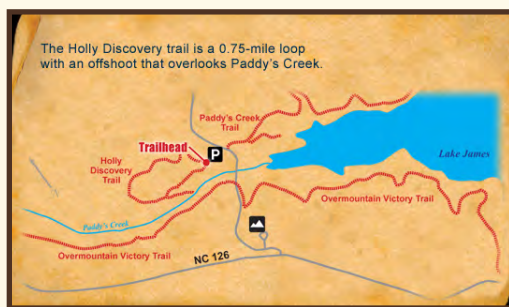 The Holly Discovery trail is a 0.75-mile loop
with an offshoot that overlooks Paddy's Creek.
Paddy's Creek
Trail
Trailhead
P
Holly
Discovery
Trail
Lake James
Paddy's Creek
Overmountain Victory Trail
Overmountain Victory Trail
NC 126